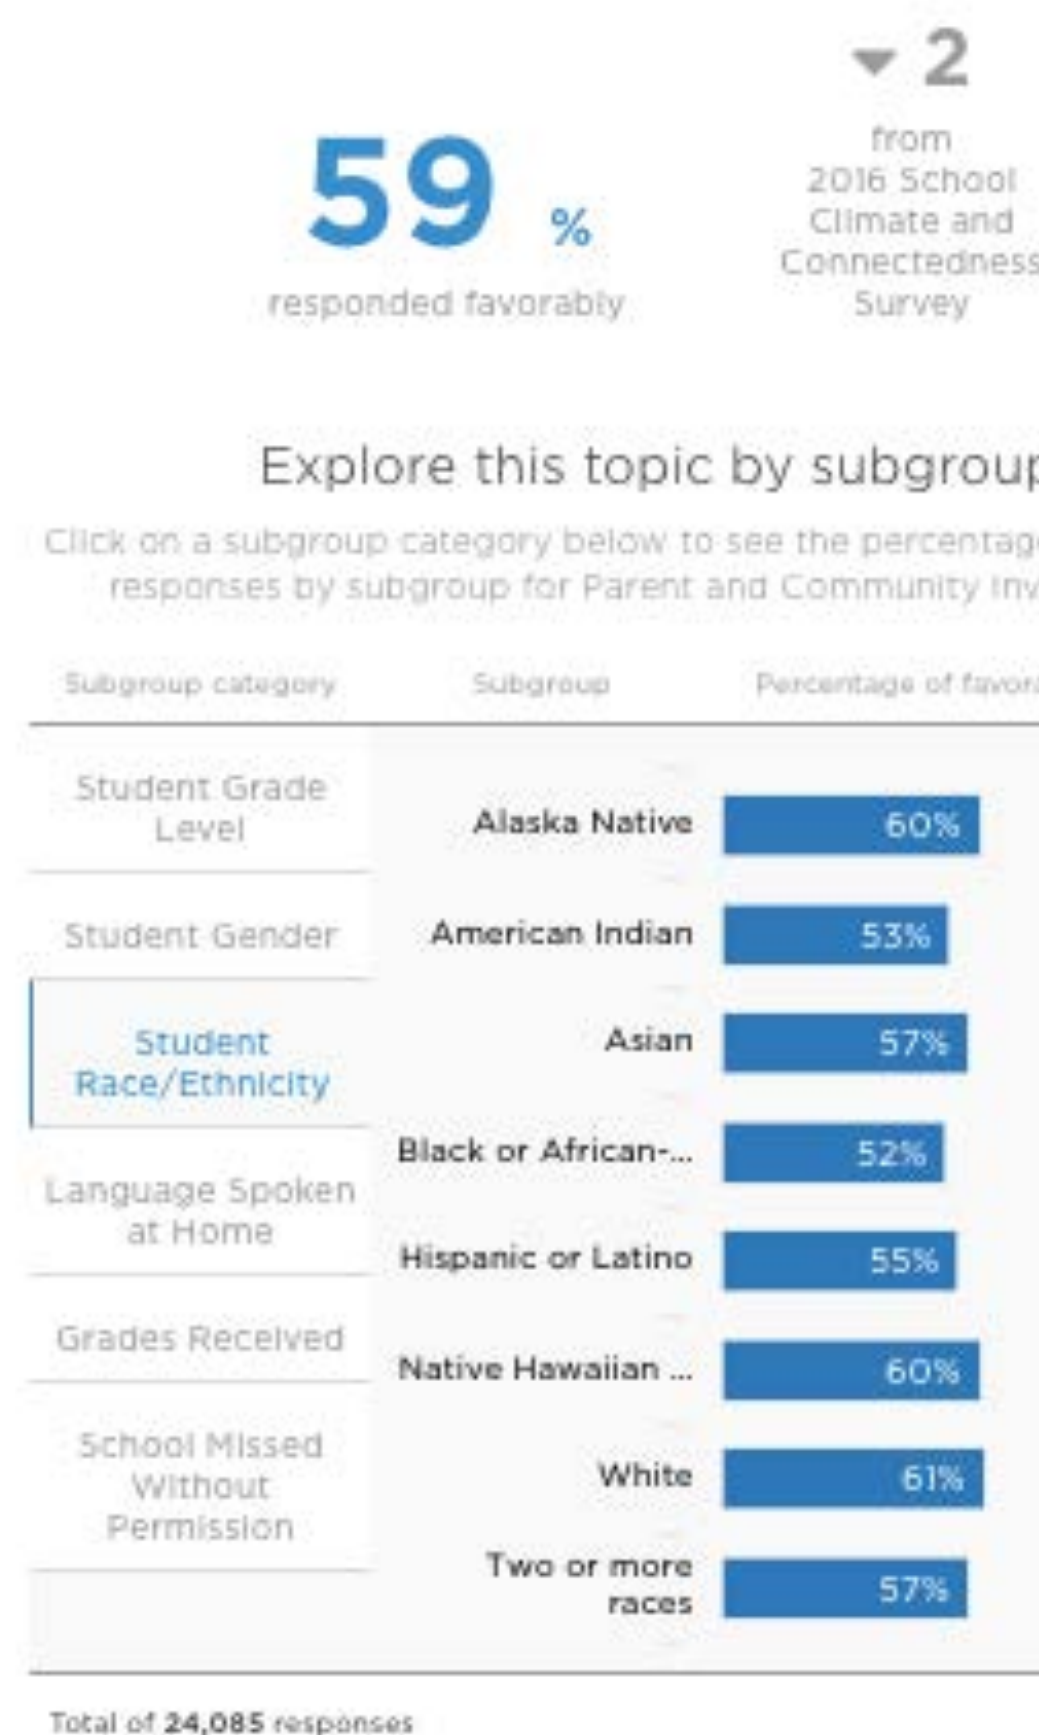 59 %
responded favorably
2
from
2016 School
Climate and
Connectedness
Survey
Explore this topic by subgroup
Click on a subgroup category below to see the percentage
responses by subgroup for Parent and Community Inv
Subgroup category Subgroup Percentage of favora
Student Grade
Level
Student Gender
Student
Race/Ethnicity
Language Spoken
at Home
Grades Received
School Missed
Without
Permission
Alaska Native 60%
American Indian 53%
Asian 57%
Black or African-... 52%
Hispanic or Latino 55%
Native Hawaiian ... 60%
White 61%
Two or more
races 57%
Total of 24,085 responses